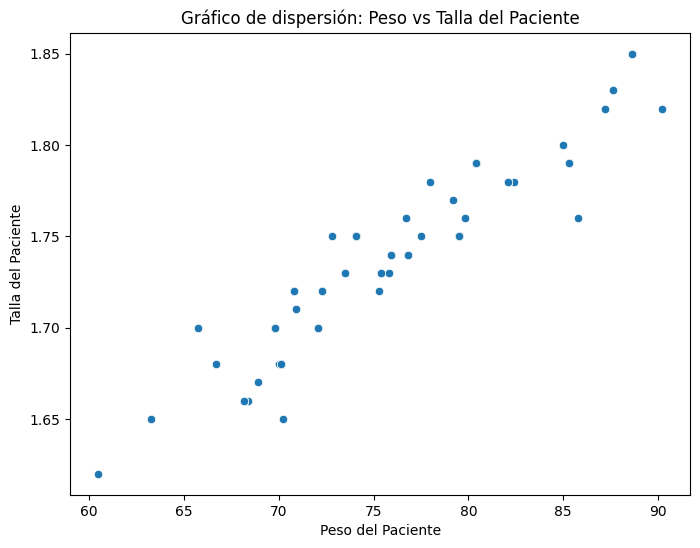 Gráfico de dispersión: Peso vs Talla del Paciente
1.85
1.80
1.75
1.70
1.65
Talla del Paciente
60 65 70 75 80 85 90
Peso del Paciente